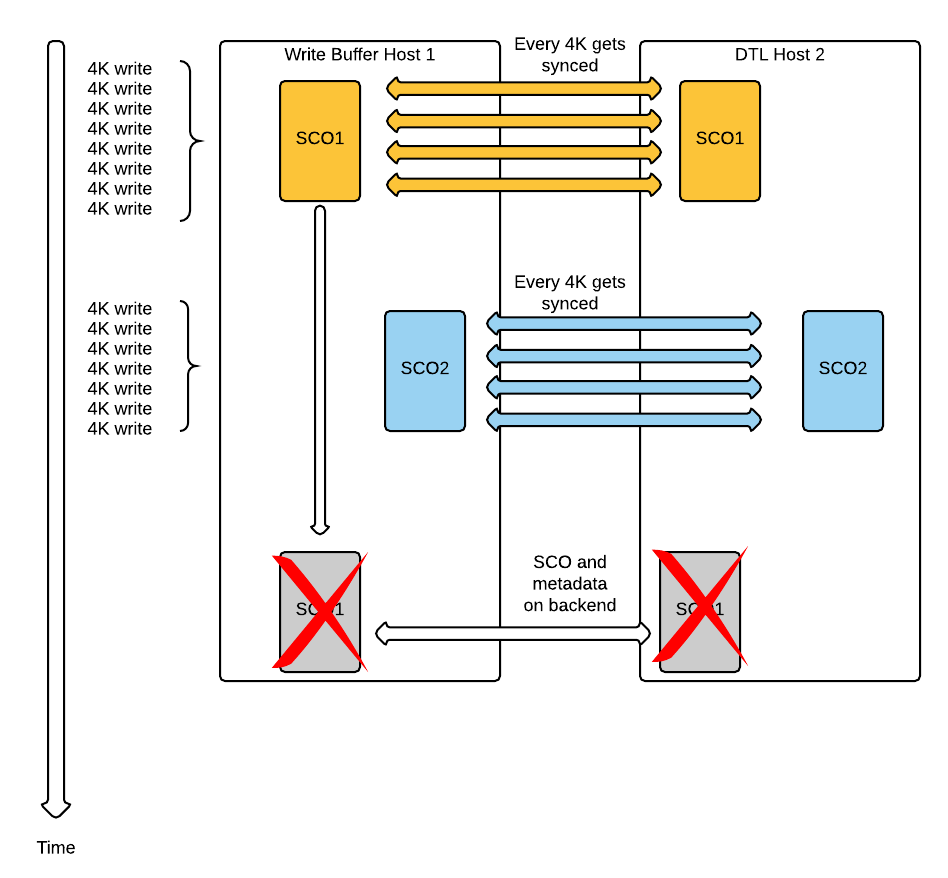 Write Buffer Host 1
Every 4K gets
synced
DTL Host 2
4K write
4K write
4K write
4K write
4K write
4K write
4K write
4K write
SCO1
SCO1
Every 4K gets
synced
4K write
4K write
4K write
4K write
4K write
4K write
4K write
SCO2
SCO2
SCO and
metadata
on backend
SCO1
SCO1
Time